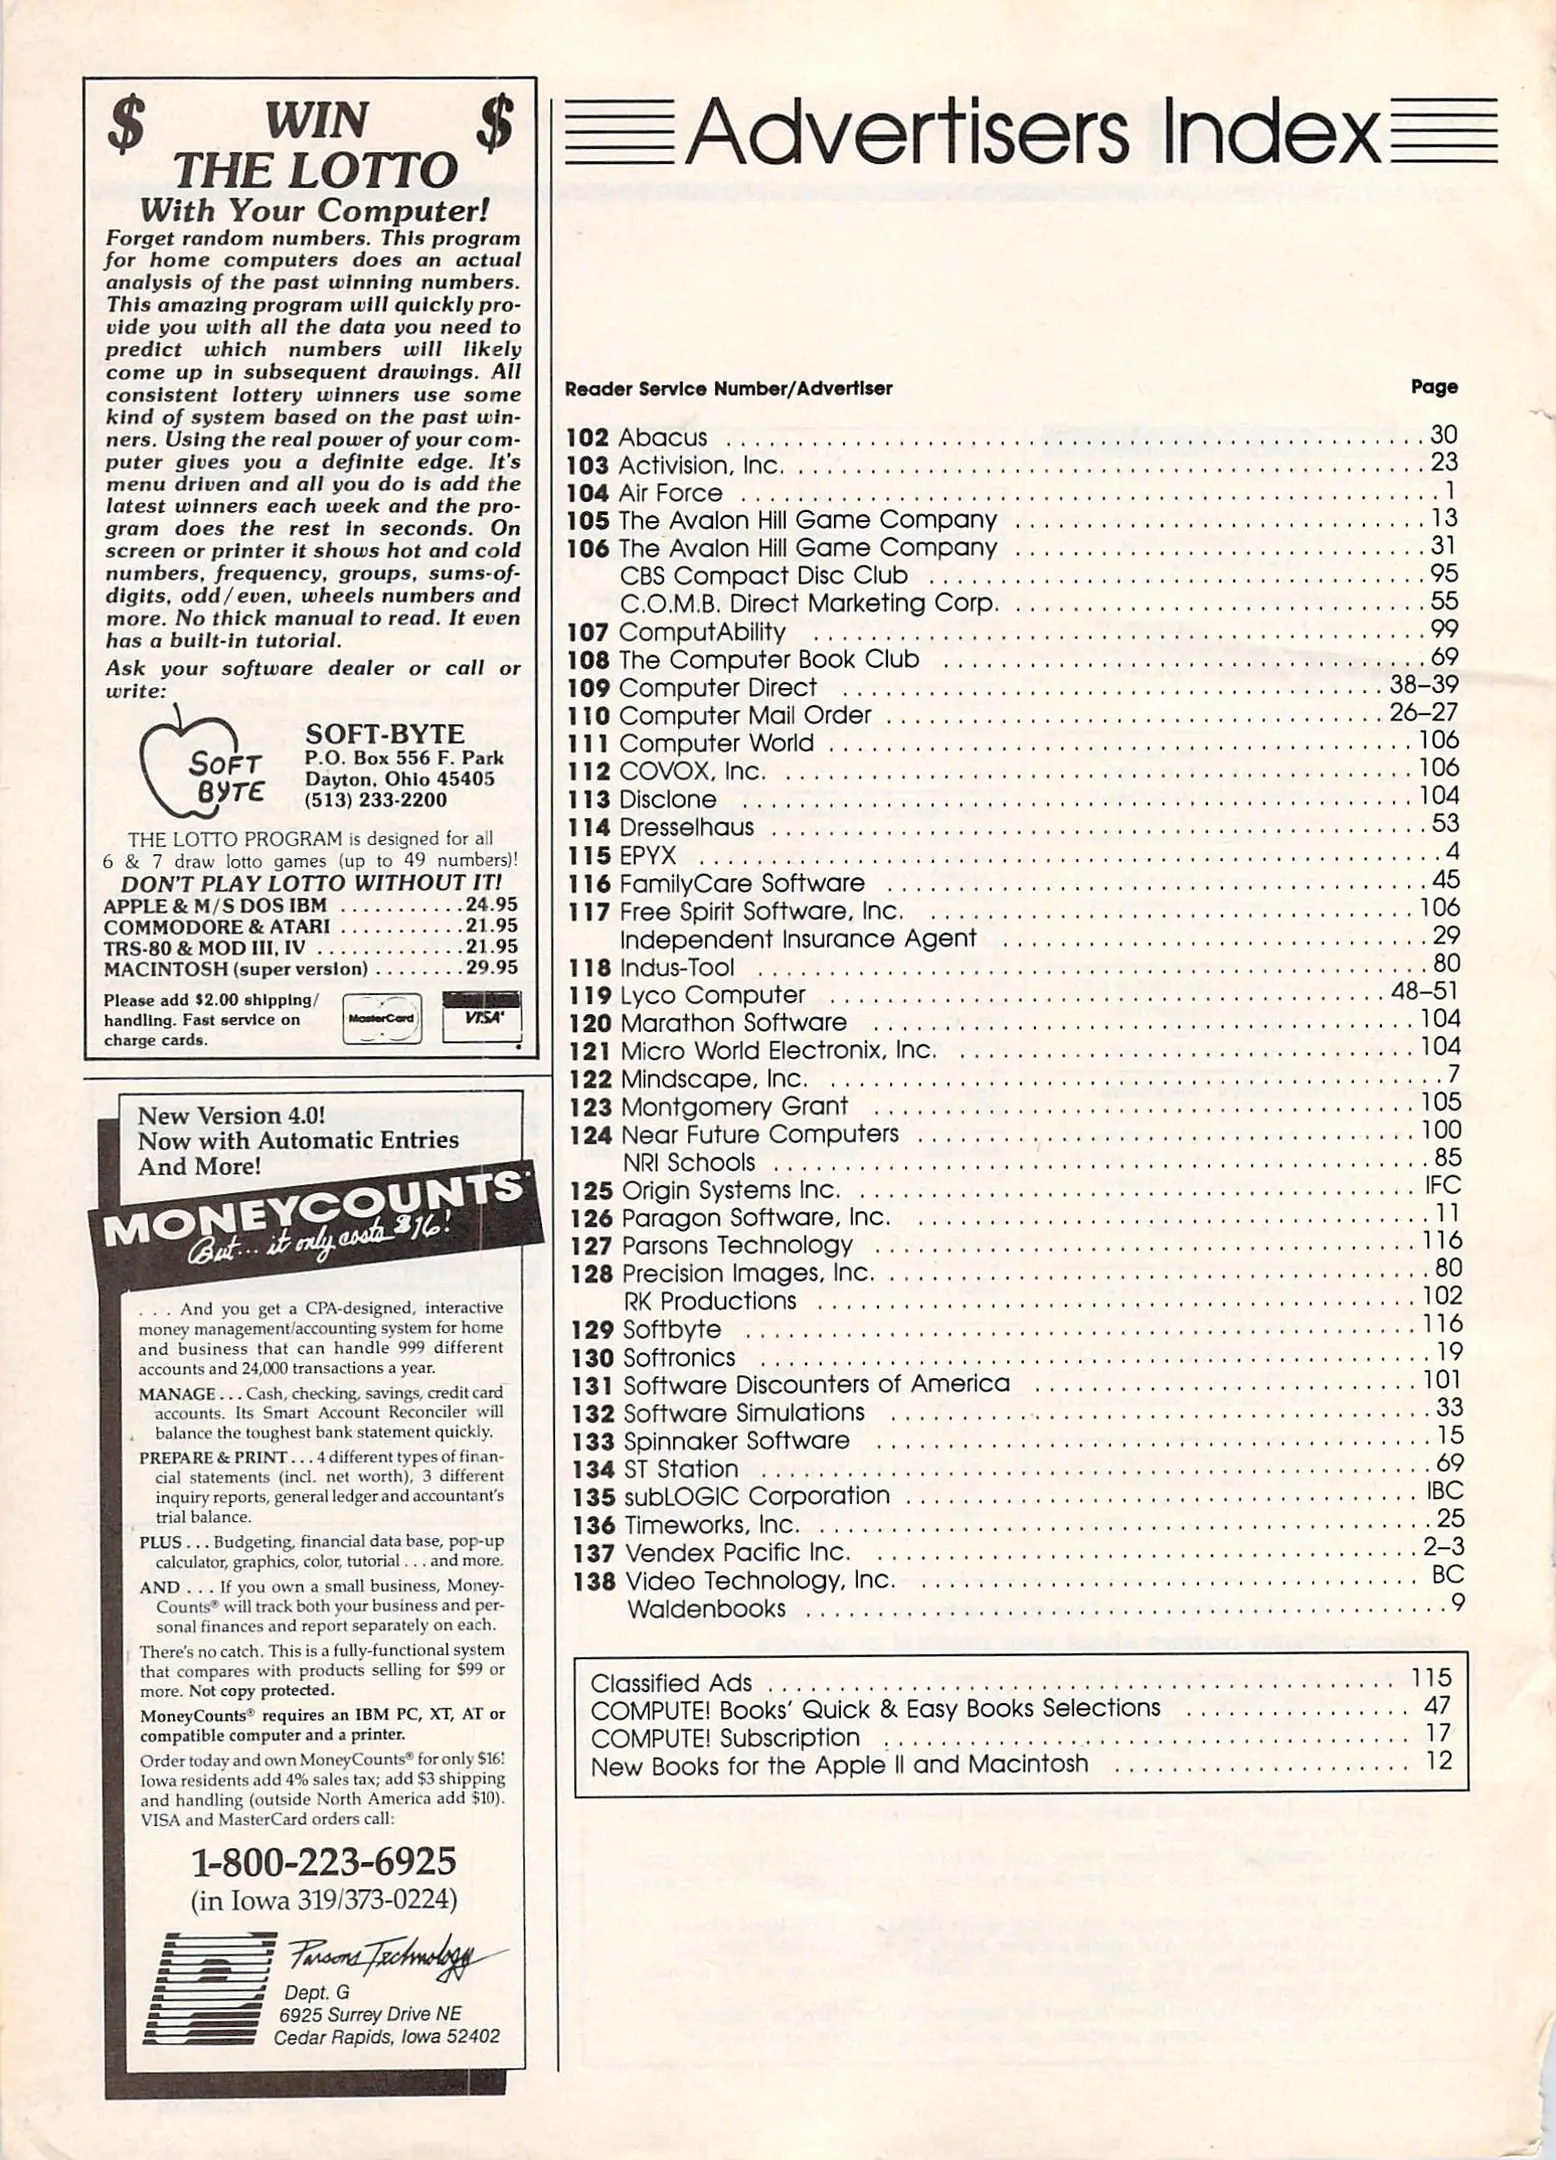 $ WIN $
THE LOTTO
With Your Computer!
Forget random numbers. This program
for home computers does an actual
analysis of the past winning numbers.
This amazing program will quickly pro-
vide you with all the data you need to
predict which numbers will likely
come up in subsequent drawings. All
consistent lottery winners use some
kind of system based on the past win-
ners. Using the real power of your com-
puter gives you a definite edge. It's
menu driven and all you do is add the
latest winners each week and the pro-
gram does the rest in seconds. On
screen or printer it shows hot and cold
numbers, frequency, groups, sums-of-
digits, odd/even, wheels numbers and
more. No thick manual to read. It even
has a built-in tutorial.
Ask your software dealer or call or
write:
SOFT
BYTE
SOFT-BYTE
P.O. Box 556 F. Park
Dayton, Ohio 45405
(513) 233-2200
THE LOTTO PROGRAM is designed for all
6 & 7 draw lotto games (up to 49 numbers)!
DON'T PLAY LOTTO WITHOUT IT!
APPLE & M/S DOS IBM ........... 24.95
COMMODORE & ATARI ........... 21.95
TRS-80 & MOD III, IV ............. 21.95
MACINTOSH (super version) ........ 29.95
Please add $2.00 shipping/
handling. Fast service on
charge cards.
MasterCard
VISA
New Version 4.0!
Now with Automatic Entries
And More!
MONEYCOUNTS
But... it only costs $16!
. . . And you get a CPA-designed, interactive
money management/accounting system for home
and business that can handle 999 different
accounts and 24,000 transactions a year.
MANAGE . . . Cash, checking, savings, credit card
accounts. Its Smart Account Reconciler will
balance the toughest bank statement quickly.
PREPARE & PRINT . . . 4 different types of finan-
cial statements (incl. net worth), 3 different
inquiry reports, general ledger and accountant's
trial balance.
PLUS . . . Budgeting, financial data base, pop-up
calculator, graphics, color, tutorial . . . and more.
AND . . . If you own a small business, Money-
Counts® will track both your business and per-
sonal finances and report separately on each.
There's no catch. This is a fully-functional system
that compares with products selling for $99 or
more. Not copy protected.
MoneyCounts® requires an IBM PC, XT, AT or
compatible computer and a printer.
Order today and own MoneyCounts® for only $16!
Iowa residents add 4% sales tax; add $3 shipping
and handling (outside North America add $10).
VISA and MasterCard orders call:
1-800-223-6925
(in Iowa 319/373-0224)
Parsons Technology
Dept. G
6925 Surrey Drive NE
Cedar Rapids, Iowa 52402
Advertisers Index
Reader Service Number/Advertiser Page
102 Abacus ........ 30
103 Activision, Inc. ........ 23
104 Air Force ........ 1
105 The Avalon Hill Game Company ........ 13
106 The Avalon Hill Game Company ........ 31
CBS Compact Disc Club ........ 95
C.O.M.B. Direct Marketing Corp. ........ 55
107 ComputAbility ........ 99
108 The Computer Book Club ........ 69
109 Computer Direct ........ 38–39
110 Computer Mail Order ........ 26–27
111 Computer World ........ 106
112 COVOX, Inc. ........ 106
113 Disclone ........ 104
114 Dresselhaus ........ 53
115 EPYX ........ 4
116 FamilyCare Software ........ 45
117 Free Spirit Software, Inc. ........ 106
Independent Insurance Agent ........ 29
118 Indus-Tool ........ 80
119 Lyco Computer ........ 48–51
120 Marathon Software ........ 104
121 Micro World Electronix, Inc. ........ 104
122 Mindscape, Inc. ........ 7
123 Montgomery Grant ........ 105
124 Near Future Computers ........ 100
NRI Schools ........ 85
125 Origin Systems Inc. ........ IFC
126 Paragon Software, Inc. ........ 11
127 Parsons Technology ........ 116
128 Precision Images, Inc. ........ 80
RK Productions ........ 102
129 Softbyte ........ 116
130 Softronics ........ 19
131 Software Discounters of America ........ 101
132 Software Simulations ........ 33
133 Spinnaker Software ........ 15
134 ST Station ........ 69
135 subLOGIC Corporation ........ IBC
136 Timeworks, Inc. ........ 25
137 Vendex Pacific Inc. ........ 2–3
138 Video Technology, Inc. ........ BC
Waldenbooks ........ 9
Classified Ads ........ 115
COMPUTE! Books' Quick & Easy Books Selections ........ 47
COMPUTE! Subscription ........ 17
New Books for the Apple II and Macintosh ........ 12